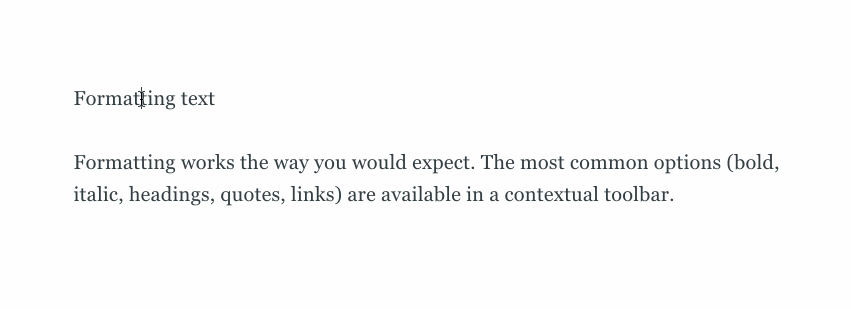 Formatting text
Formatting works the way you would expect. The most common options (bold,
italic, headings, quotes, links) are available in a contextual toolbar.